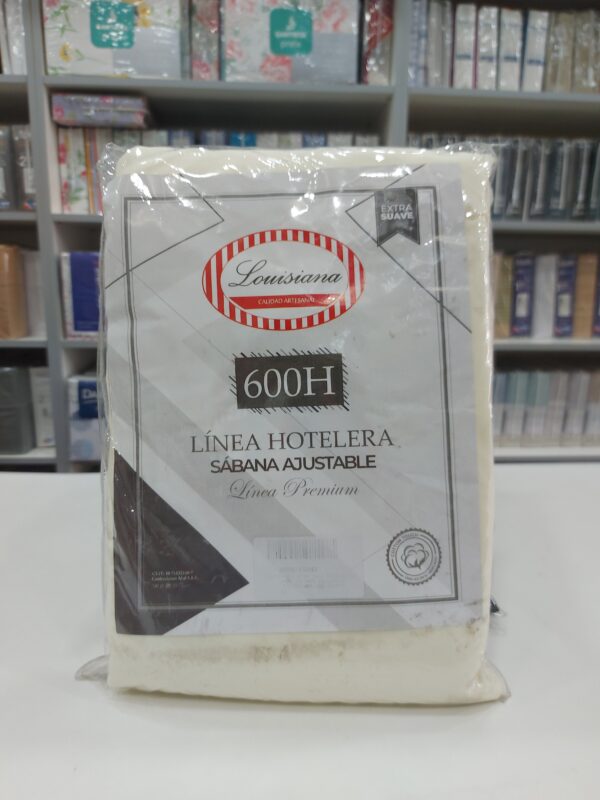 EXTRA
SUAVE
Louisiana
CALIDAD ARTESANAL
600H
LÍNEA HOTELERA
SÁBANA AJUSTABLE
Línea Premium